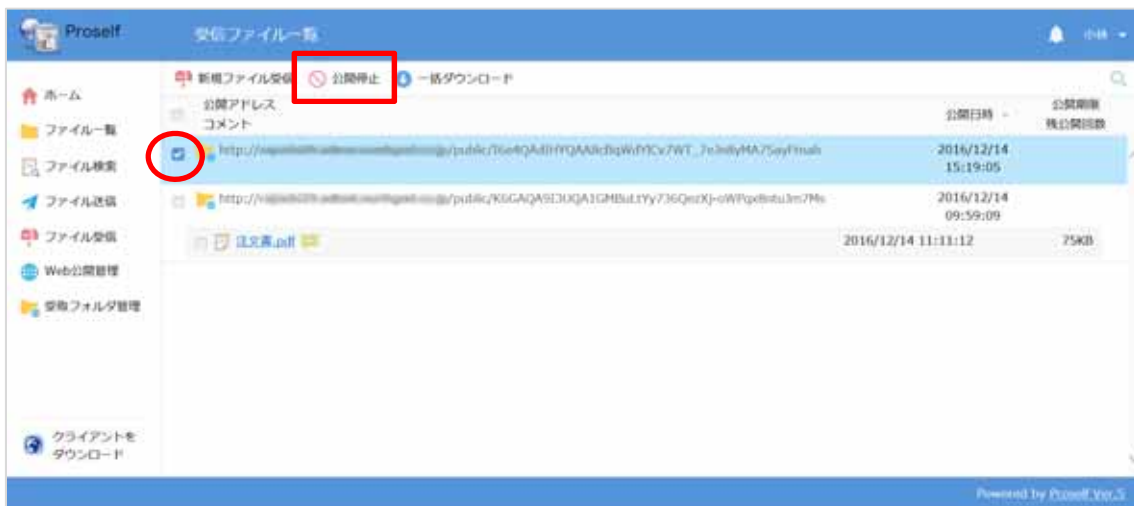 Proself
受信ファイル一覧
小林
新規ファイル受信
公開停止
一括ダウンロード
ホーム
ファイル一覧
ファイル検索
ファイル送信
ファイル受信
Web公開管理
受取フォルダ管理
クライアントを
ダウンロード
公開アドレス
コメント
公開日時
公開期限
残公開回数
http://
2016/12/14
15:19:05
http://
2016/12/14
09:59:09
注文書.pdf
2016/12/14 11:11:12
75KB
Powered by Proself Ver.5